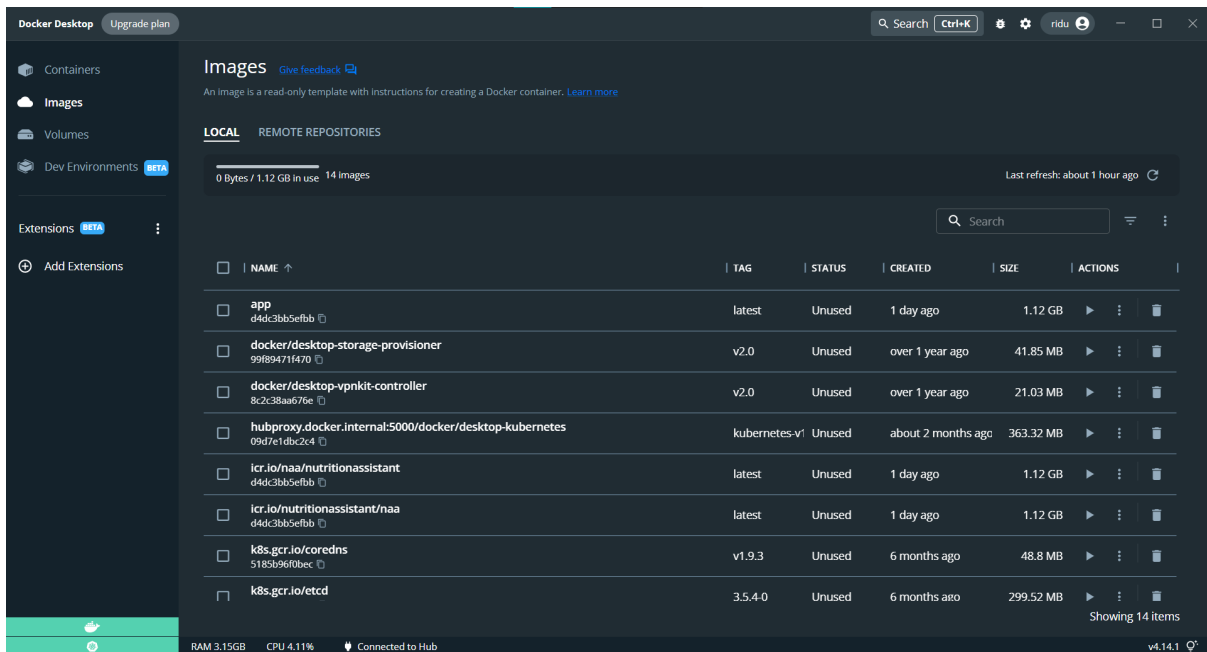 Docker Desktop Upgrade plan Search Ctrl+K ridu
Containers
Images
Volumes
Dev Environments BETA
Extensions BETA
Add Extensions
Images Give feedback
An image is a read-only template with instructions for creating a Docker container. Learn more
LOCAL REMOTE REPOSITORIES
0 Bytes / 1.12 GB in use 14 images Last refresh: about 1 hour ago
Search
NAME TAG STATUS CREATED SIZE ACTIONS
app
d4dc3bb5efbb
latest Unused 1 day ago 1.12 GB
docker/desktop-storage-provisioner
99f89471f470
v2.0 Unused over 1 year ago 41.85 MB
docker/desktop-vpnkit-controller
8c2c38aa676e
v2.0 Unused over 1 year ago 21.03 MB
hubproxy.docker.internal:5000/docker/desktop-kubernetes
09d7e1dbc2c4
kubernetes-v1 Unused about 2 months ago 363.32 MB
icr.io/naa/nutritionassistant
d4dc3bb5efbb
latest Unused 1 day ago 1.12 GB
icr.io/nutritionassistant/naa
d4dc3bb5efbb
latest Unused 1 day ago 1.12 GB
k8s.gcr.io/coredns
5185b96f0bec
v1.9.3 Unused 6 months ago 48.8 MB
k8s.gcr.io/etcd
3.5.4-0 Unused 6 months ago 299.52 MB
Showing 14 items
RAM 3.15GB CPU 4.11% Connected to Hub v4.14.1